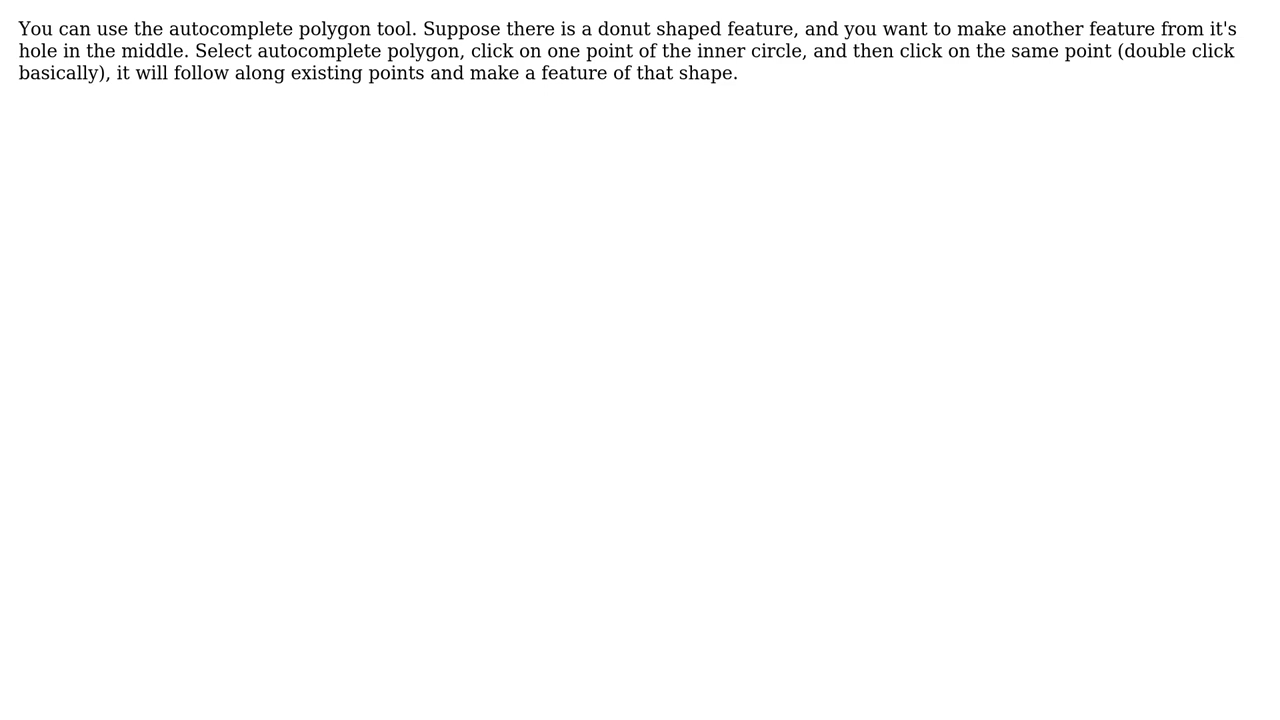 You can use the autocomplete polygon tool. Suppose there is a donut shaped feature, and you want to make another feature from it's
hole in the middle. Select autocomplete polygon, click on one point of the inner circle, and then click on the same point (double click
basically), it will follow along existing points and make a feature of that shape.